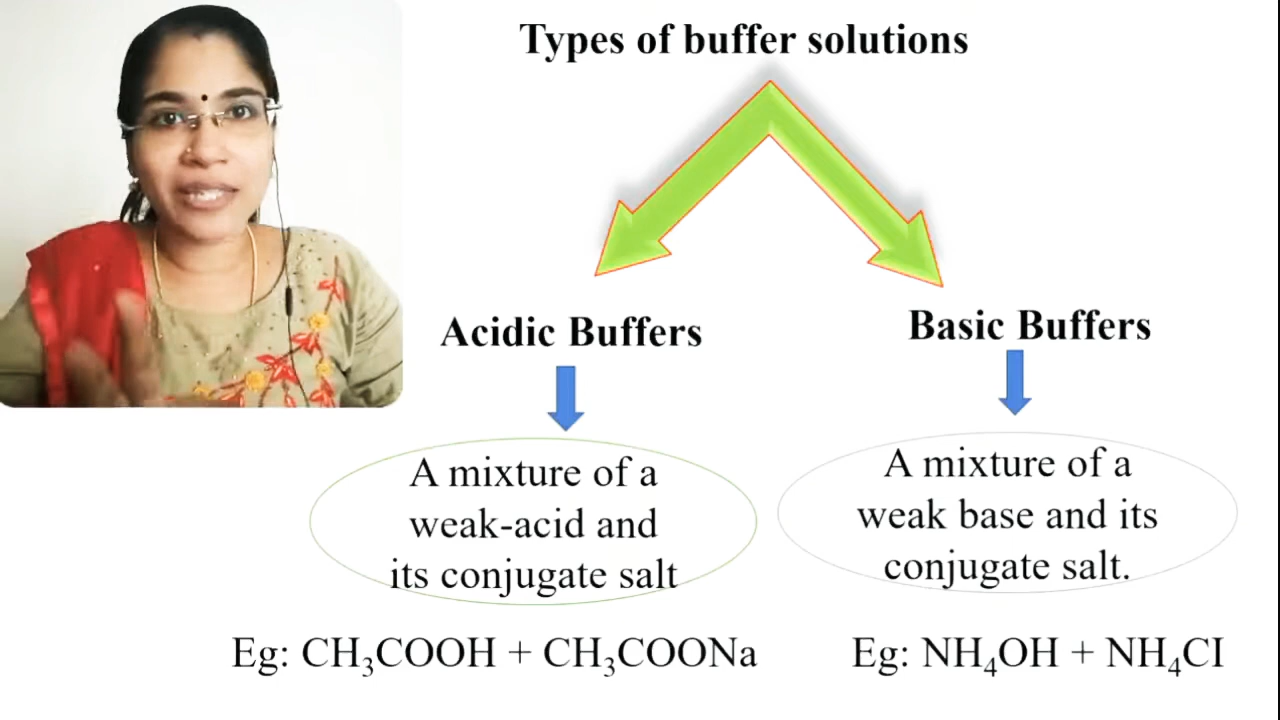 Types of buffer solutions
Acidic Buffers
Basic Buffers
A mixture of a
weak-acid and
its conjugate salt
A mixture of a
weak base and its
conjugate salt.
Eg: CH₃COOH + CH₃COONa
Eg: NH₄OH + NH₄CI